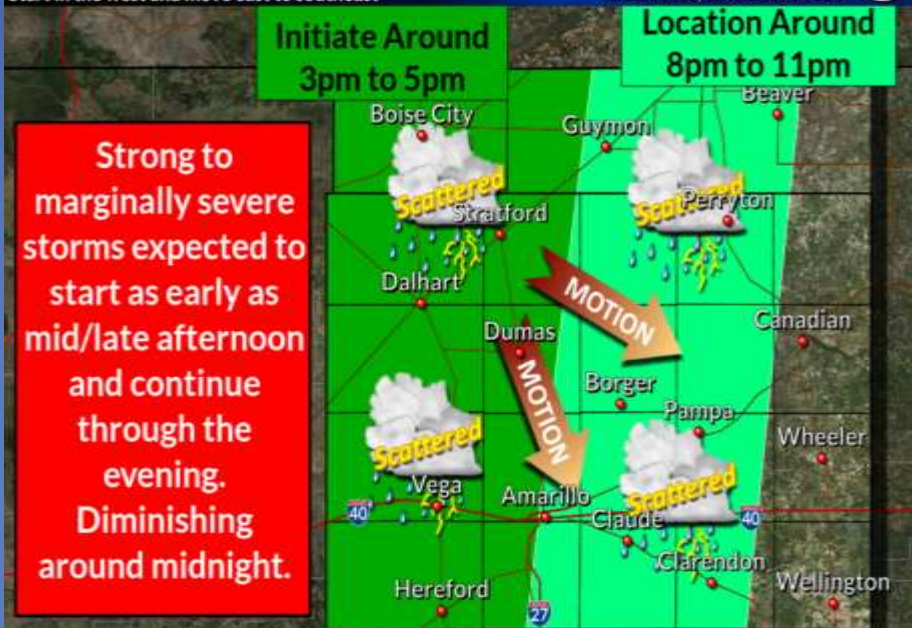 Initiate Around
3pm to 5pm
Location Around
8pm to 11pm
Strong to
marginally severe
storms expected to
start as early as
mid/late afternoon
and continue
through the
evening.
Diminishing
around midnight.
Boise City
Guymon
Beaver
Scattered
Stratford
Scattered
Perryton
Dalhart
MOTION
Dumas
Canadian
MOTION
Borger
Pampa
Wheeler
Scattered
Scattered
Vega
Amarillo
40
Claude
40
Clarendon
Hereford
Wellington
27